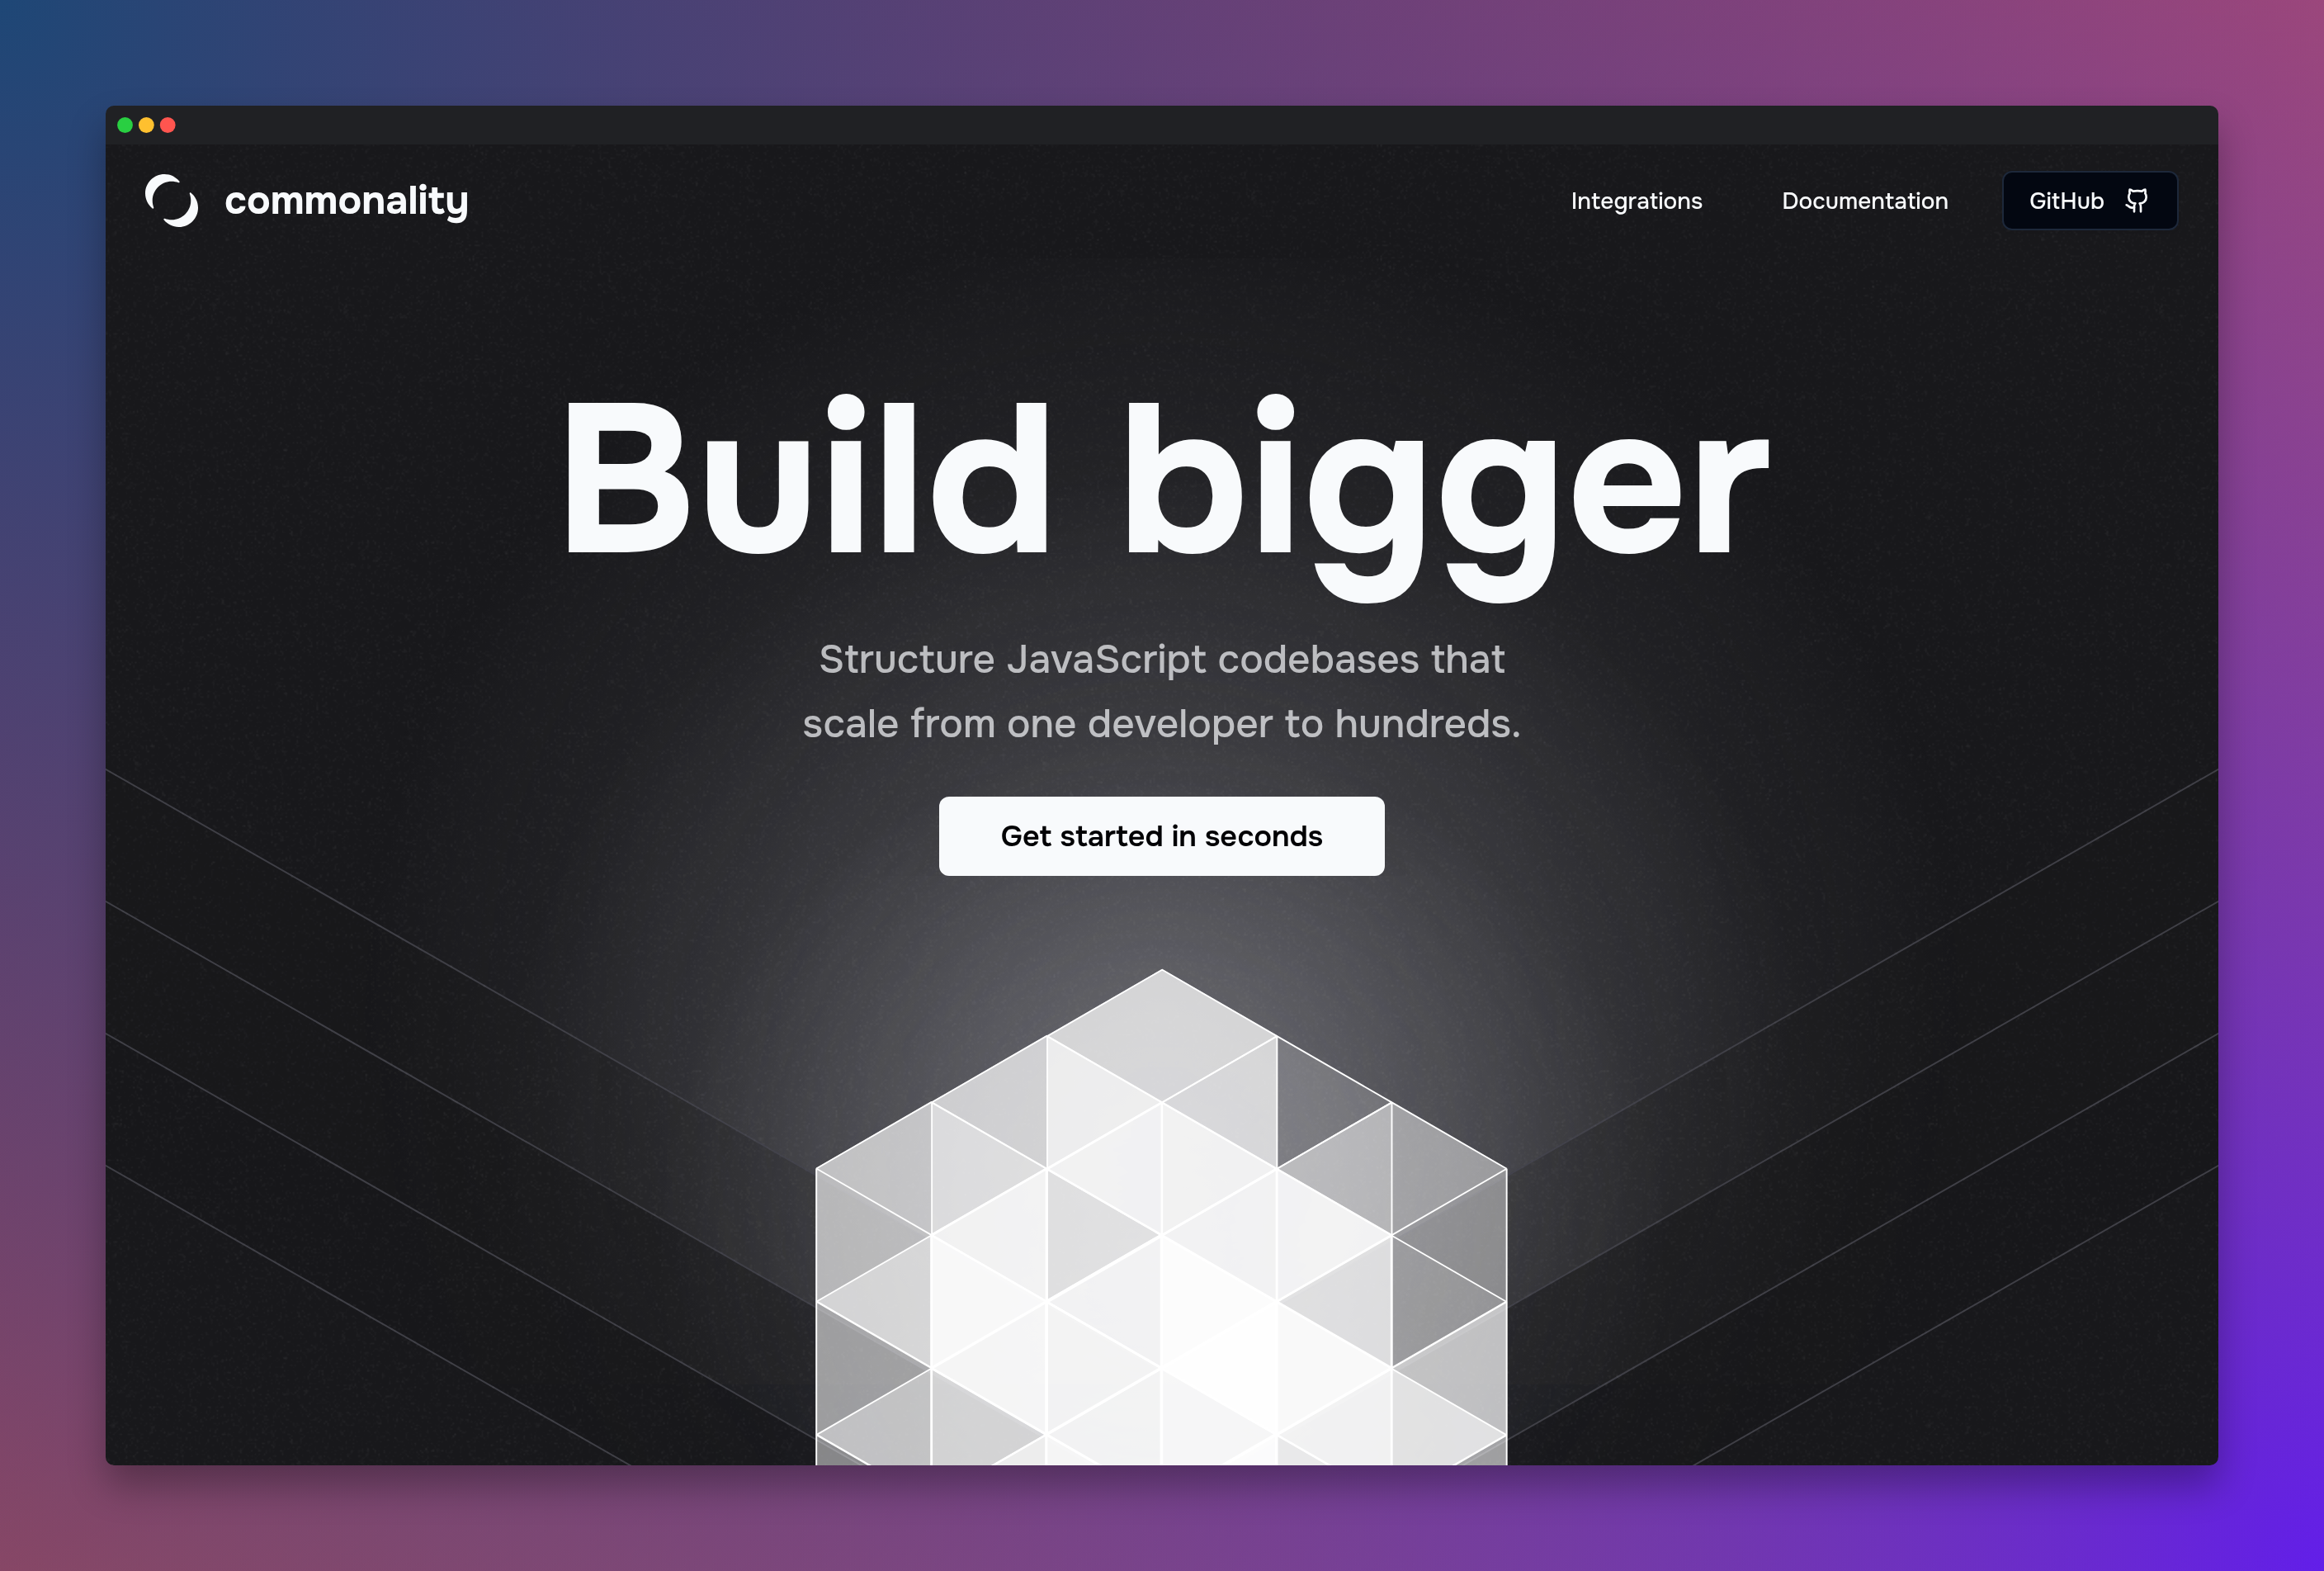 commonality
Integrations
Documentation
GitHub
Build bigger
Structure JavaScript codebases that
scale from one developer to hundreds.
Get started in seconds